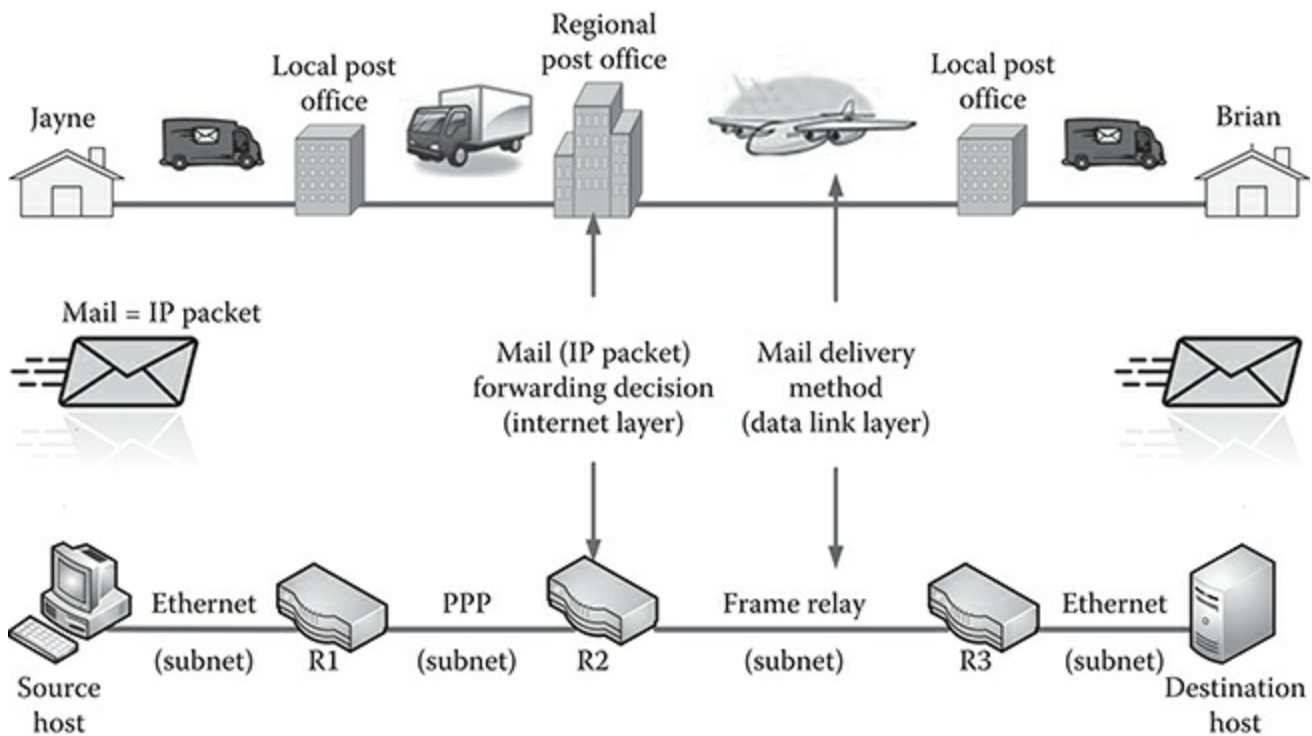 Regional
post office
Local post
office
Local post
office
Jayne
Brian
Mail = IP packet
Mail (IP packet)
forwarding decision
(internet layer)
Mail delivery
method
(data link layer)
Ethernet
(subnet)
R1
PPP
(subnet)
R2
Frame relay
(subnet)
R3
Ethernet
(subnet)
Source
host
Destination
host